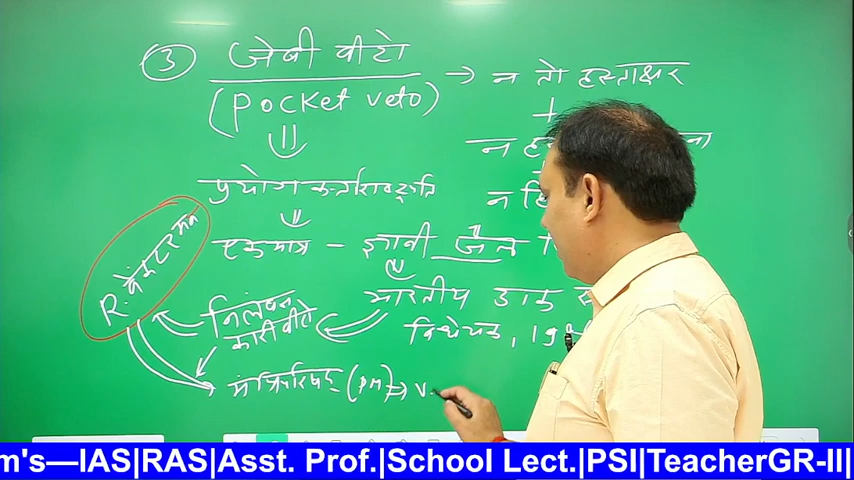 ③ जेबी वीटो
(Pocket veto)
→ न तो हस्ताक्षर
+
न
प्रयोग कर्ता राष्ट्रपति
एकमात्र - ज्ञानी जैल
भारतीय डाक
विधेयक, 19
R. वेंकटरमन
निलंबन
कारी वीटो
मंत्रिपरिषद् (PM) ⇒ V.
m's—IAS|RAS|Asst. Prof.|School Lect.|PSI|TeacherGR-II|